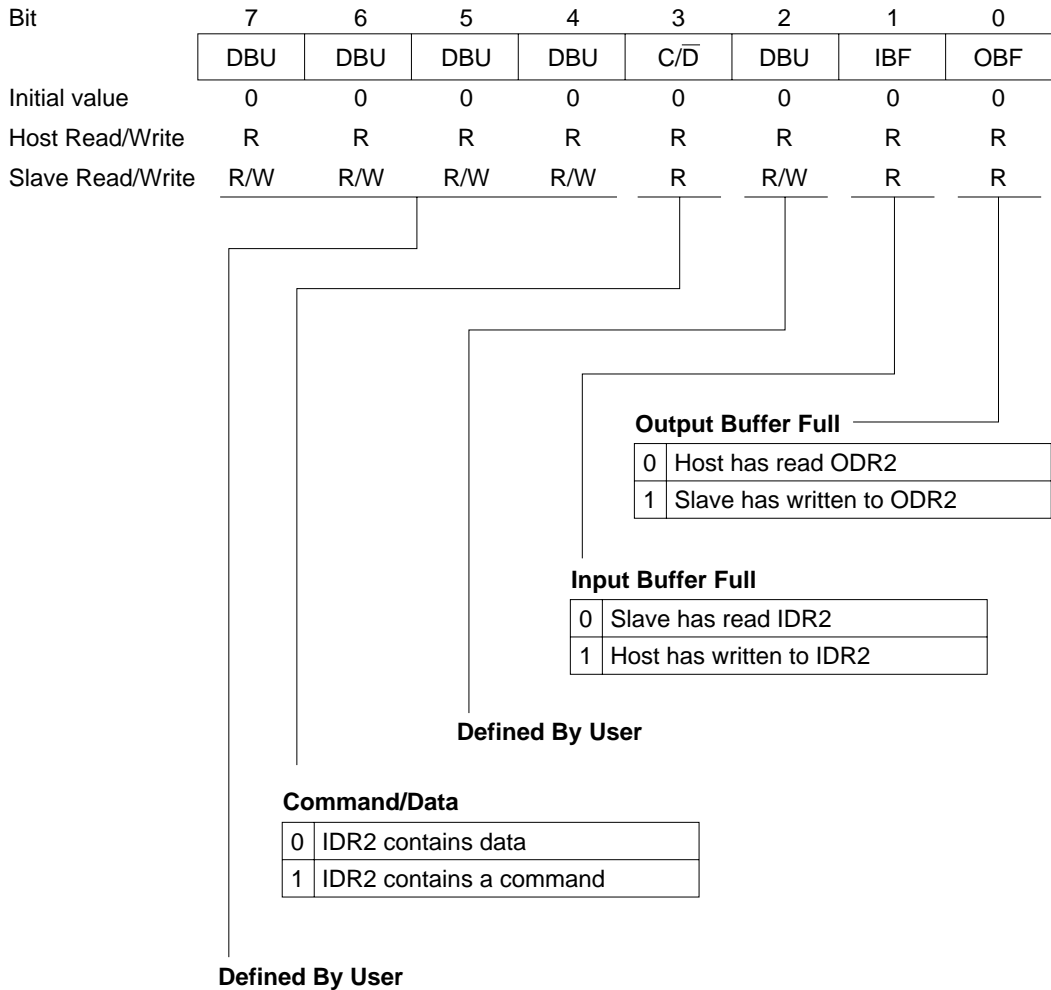 Bit 7 6 5 4 3 2 1 0
DBU DBU DBU DBU C/D̅ DBU IBF OBF
Initial value 0 0 0 0 0 0 0 0
Host Read/Write R R R R R R R R
Slave Read/Write R/W R/W R/W R/W R R/W R R
Output Buffer Full
0 Host has read ODR2
1 Slave has written to ODR2
Input Buffer Full
0 Slave has read IDR2
1 Host has written to IDR2
Defined By User
Command/Data
0 IDR2 contains data
1 IDR2 contains a command
Defined By User